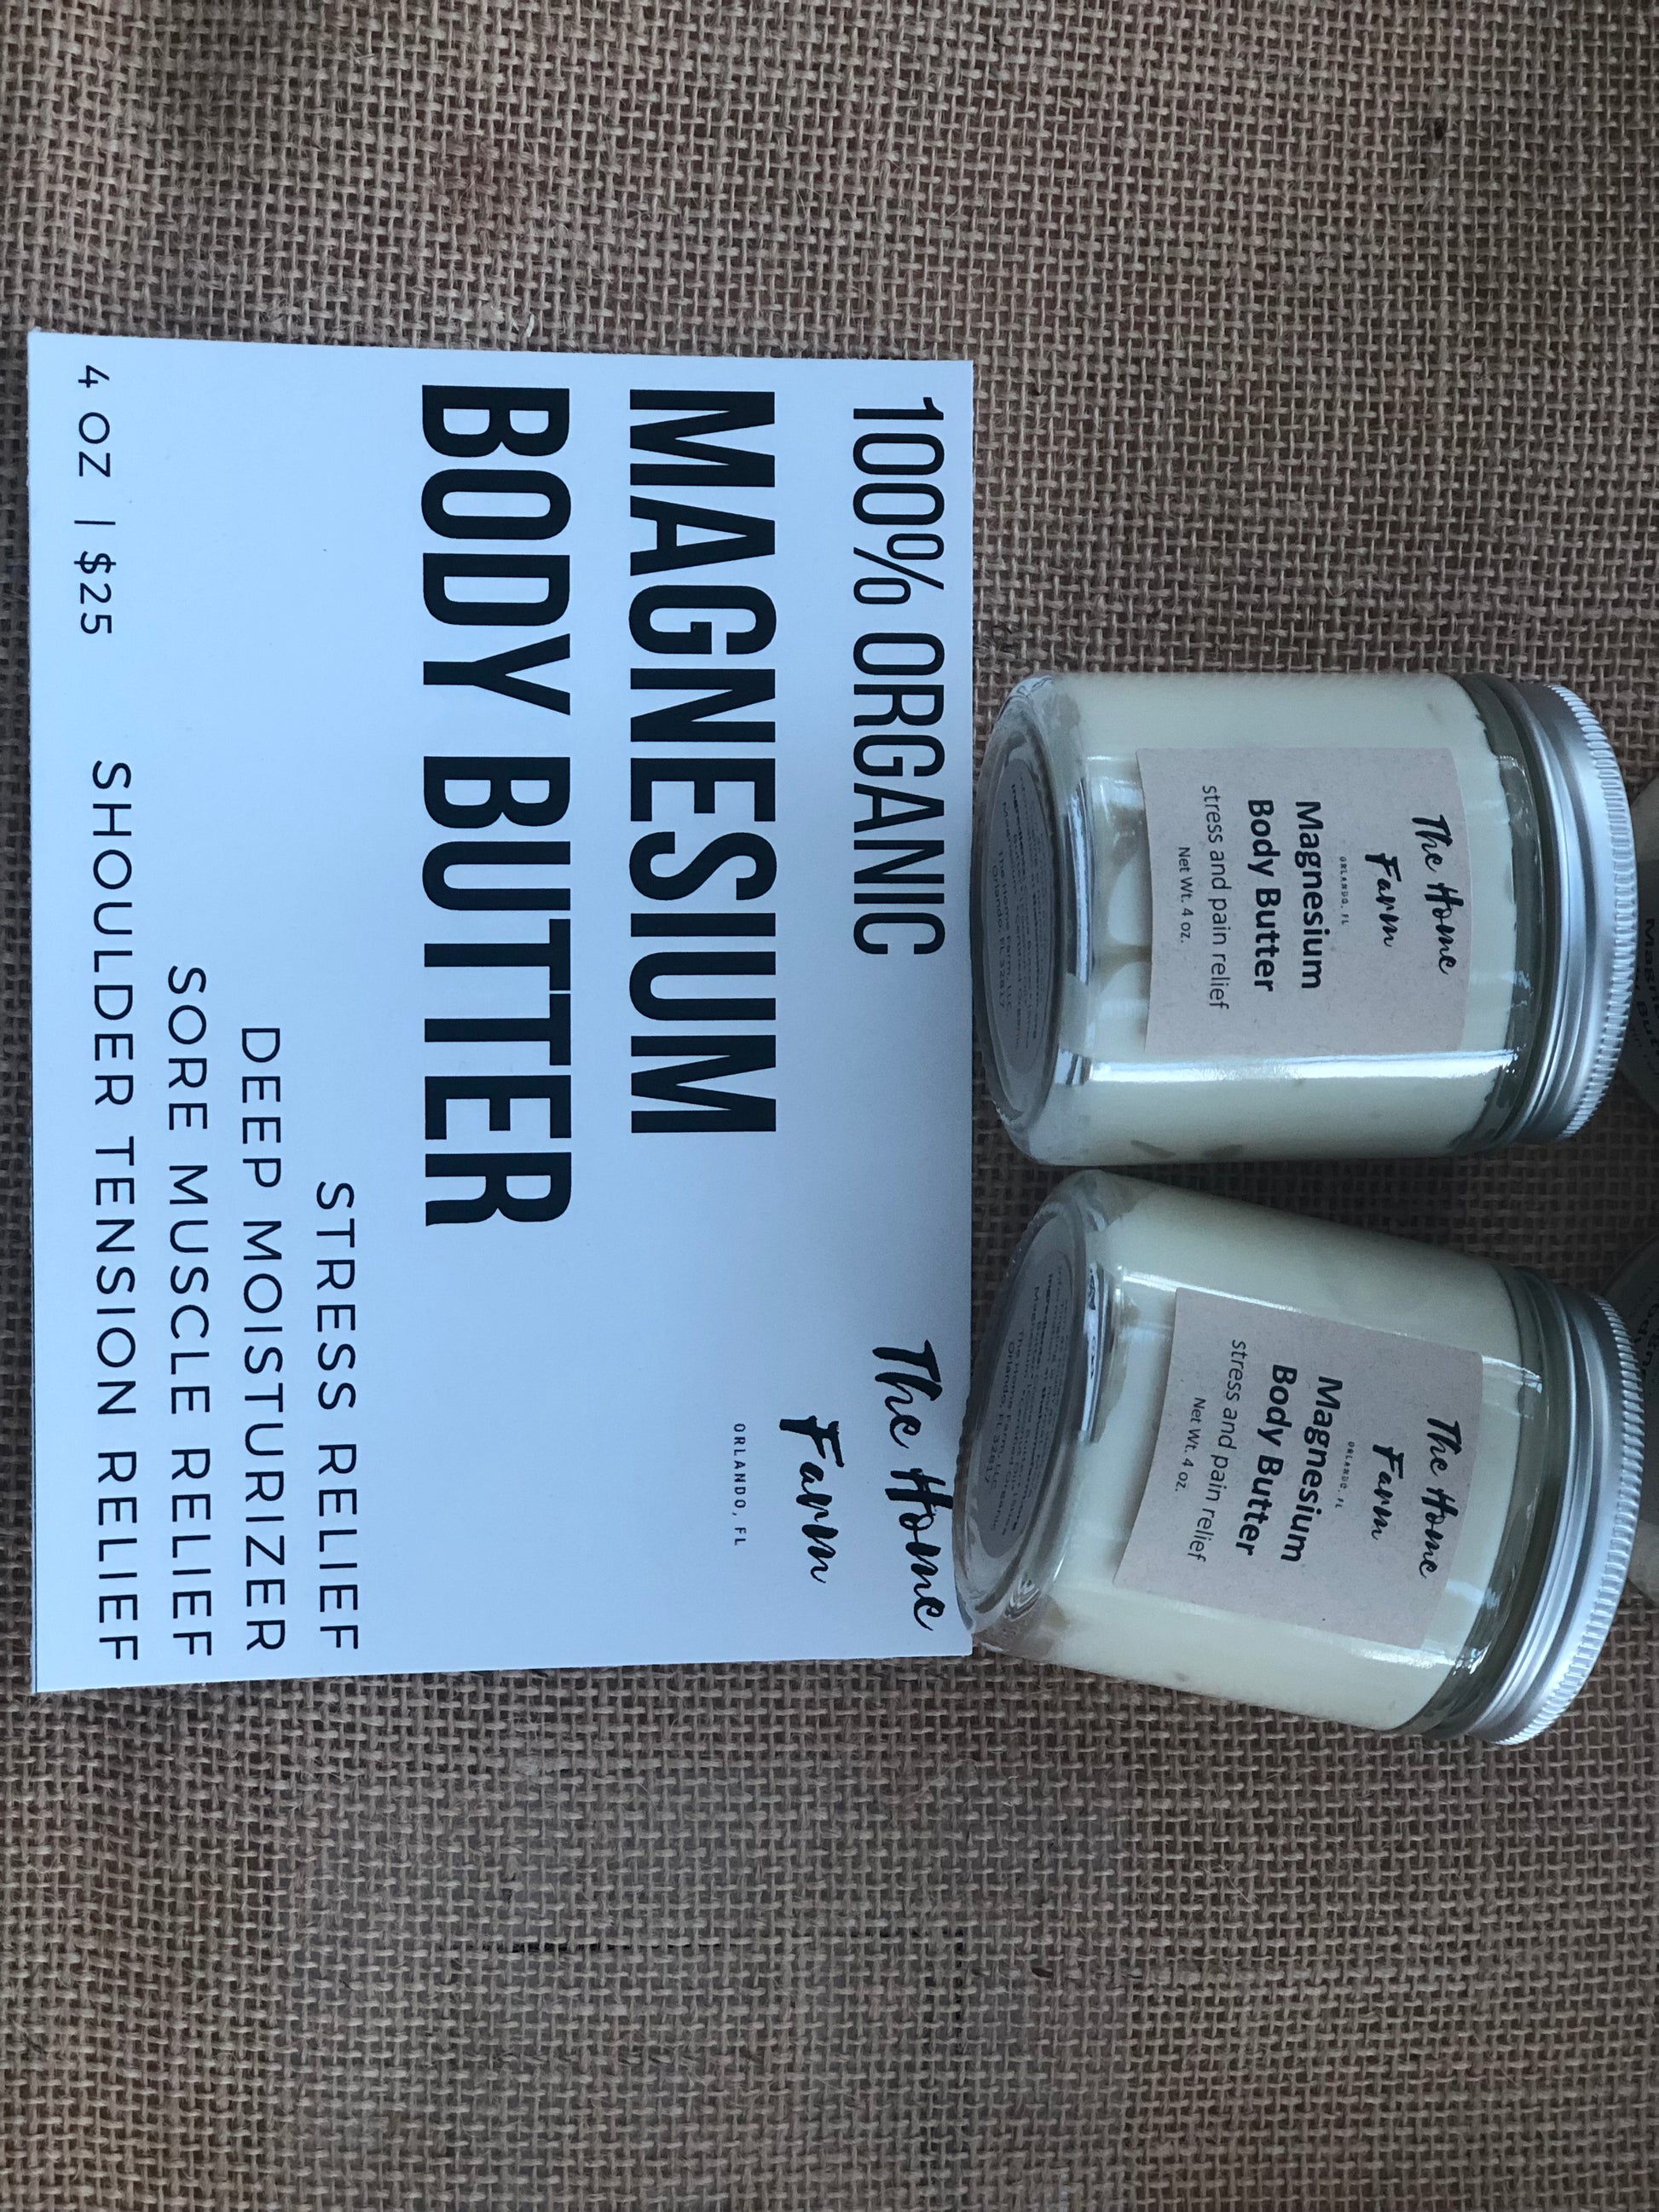 100% ORGANIC
MAGNESIUM
BODY BUTTER
The Home
Farm
ORLANDO, FL
STRESS RELIEF
DEEP MOISTURIZER
SORE MUSCLE RELIEF
SHOULDER TENSION RELIEF
4 OZ | $25
The Home
Farm
ORLANDO, FL
Magnesium
Body Butter
stress and pain relief
Net Wt. 4 oz.
The Home
Farm
ORLANDO, FL
Magnesium
Body Butter
stress and pain relief
Net Wt. 4 oz.